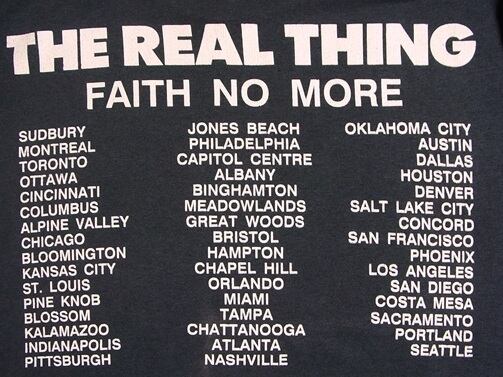 THE REAL THING
FAITH NO MORE
SUDBURY
MONTREAL
TORONTO
OTTAWA
CINCINNATI
COLUMBUS
ALPINE VALLEY
CHICAGO
BLOOMINGTON
KANSAS CITY
ST. LOUIS
PINE KNOB
BLOSSOM
KALAMAZOO
INDIANAPOLIS
PITTSBURGH
JONES BEACH
PHILADELPHIA
CAPITOL CENTRE
ALBANY
BINGHAMTON
MEADOWLANDS
GREAT WOODS
BRISTOL
HAMPTON
CHAPEL HILL
ORLANDO
MIAMI
TAMPA
CHATTANOOGA
ATLANTA
NASHVILLE
OKLAHOMA CITY
AUSTIN
DALLAS
HOUSTON
DENVER
SALT LAKE CITY
CONCORD
SAN FRANCISCO
PHOENIX
LOS ANGELES
SAN DIEGO
COSTA MESA
SACRAMENTO
PORTLAND
SEATTLE